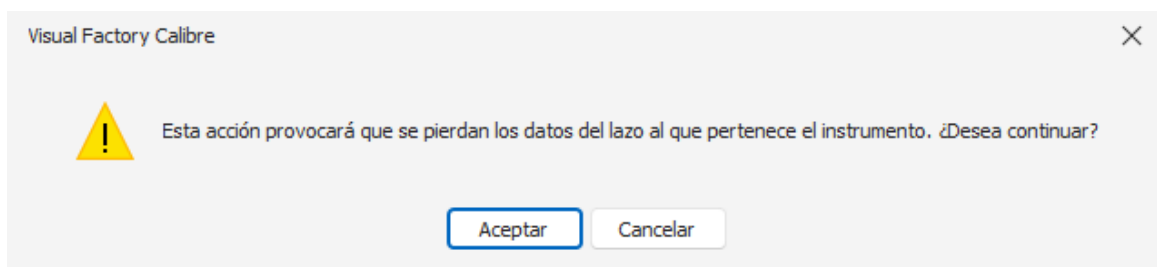 Visual Factory Calibre
Esta acción provocará que se pierdan los datos del lazo al que pertenece el instrumento. ¿Desea continuar?
Aceptar
Cancelar